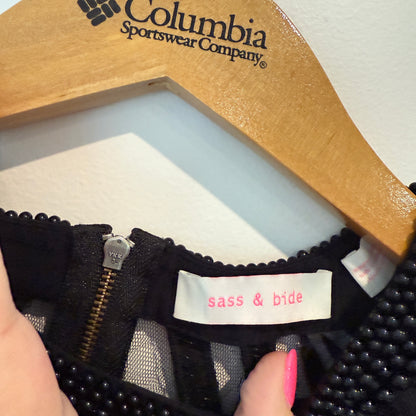 Columbia
Sportswear Company®
sass & bide